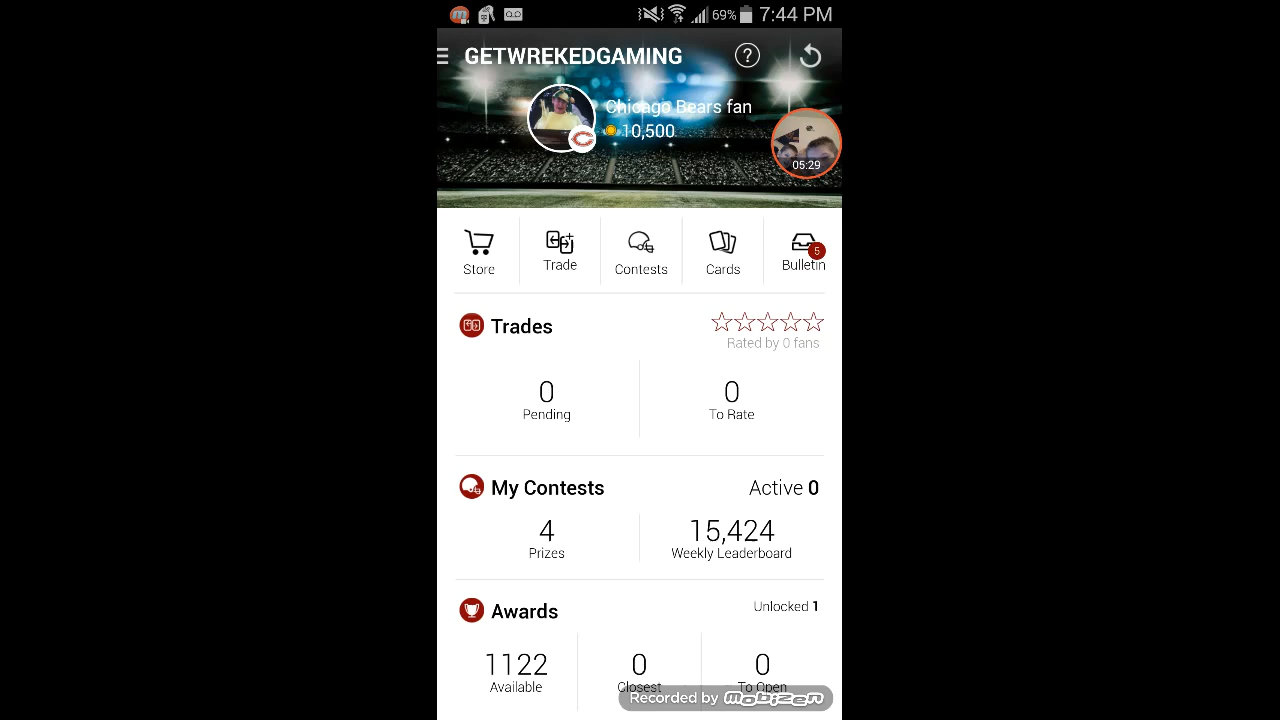 69% 7:44 PM
GETWREKEDGAMING ?
Chicago Bears fan
10,500
05:29
Store Trade Contests Cards Bulletin 5
Trades
Rated by 0 fans
0 0
Pending To Rate
My Contests Active 0
4 15,424
Prizes Weekly Leaderboard
Awards Unlocked 1
1122 0 0
Available Closest To Open
Recorded by mobizen